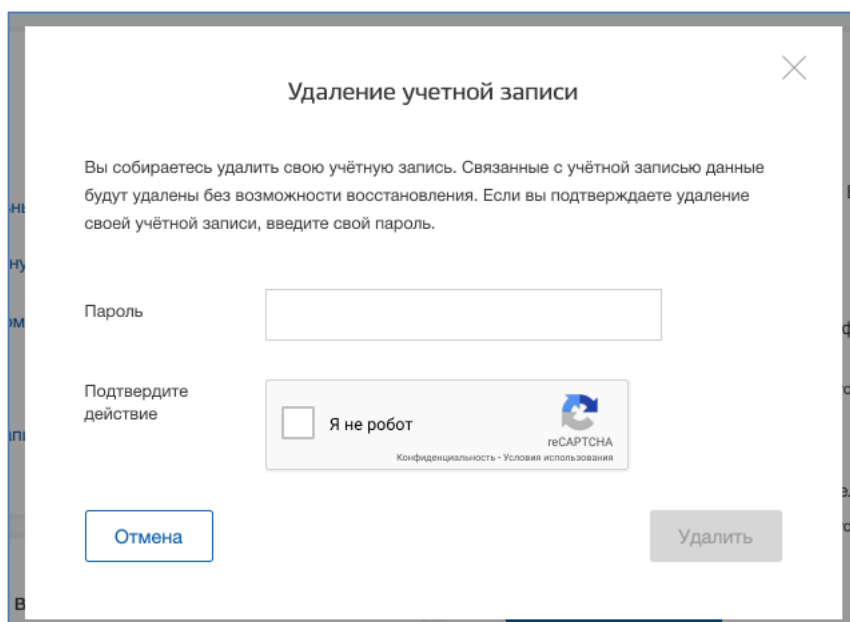 Удаление учетной записи
Вы собираетесь удалить свою учётную запись. Связанные с учётной записью данные
будут удалены без возможности восстановления. Если вы подтверждаете удаление
своей учётной записи, введите свой пароль.
Пароль
Подтвердите
действие
Я не робот
reCAPTCHA
Конфиденциальность - Условия использования
Отмена
Удалить